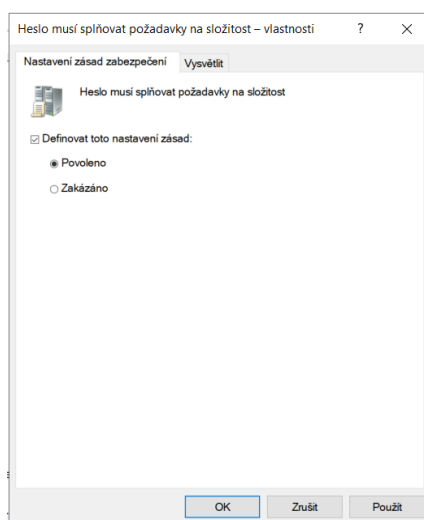 Heslo musí splňovat požadavky na složitost – vlastnosti ?
Nastavení zásad zabezpečení Vysvětlit
Heslo musí splňovat požadavky na složitost
Definovat toto nastavení zásad:
Povoleno
Zakázáno
OK Zrušit Použít